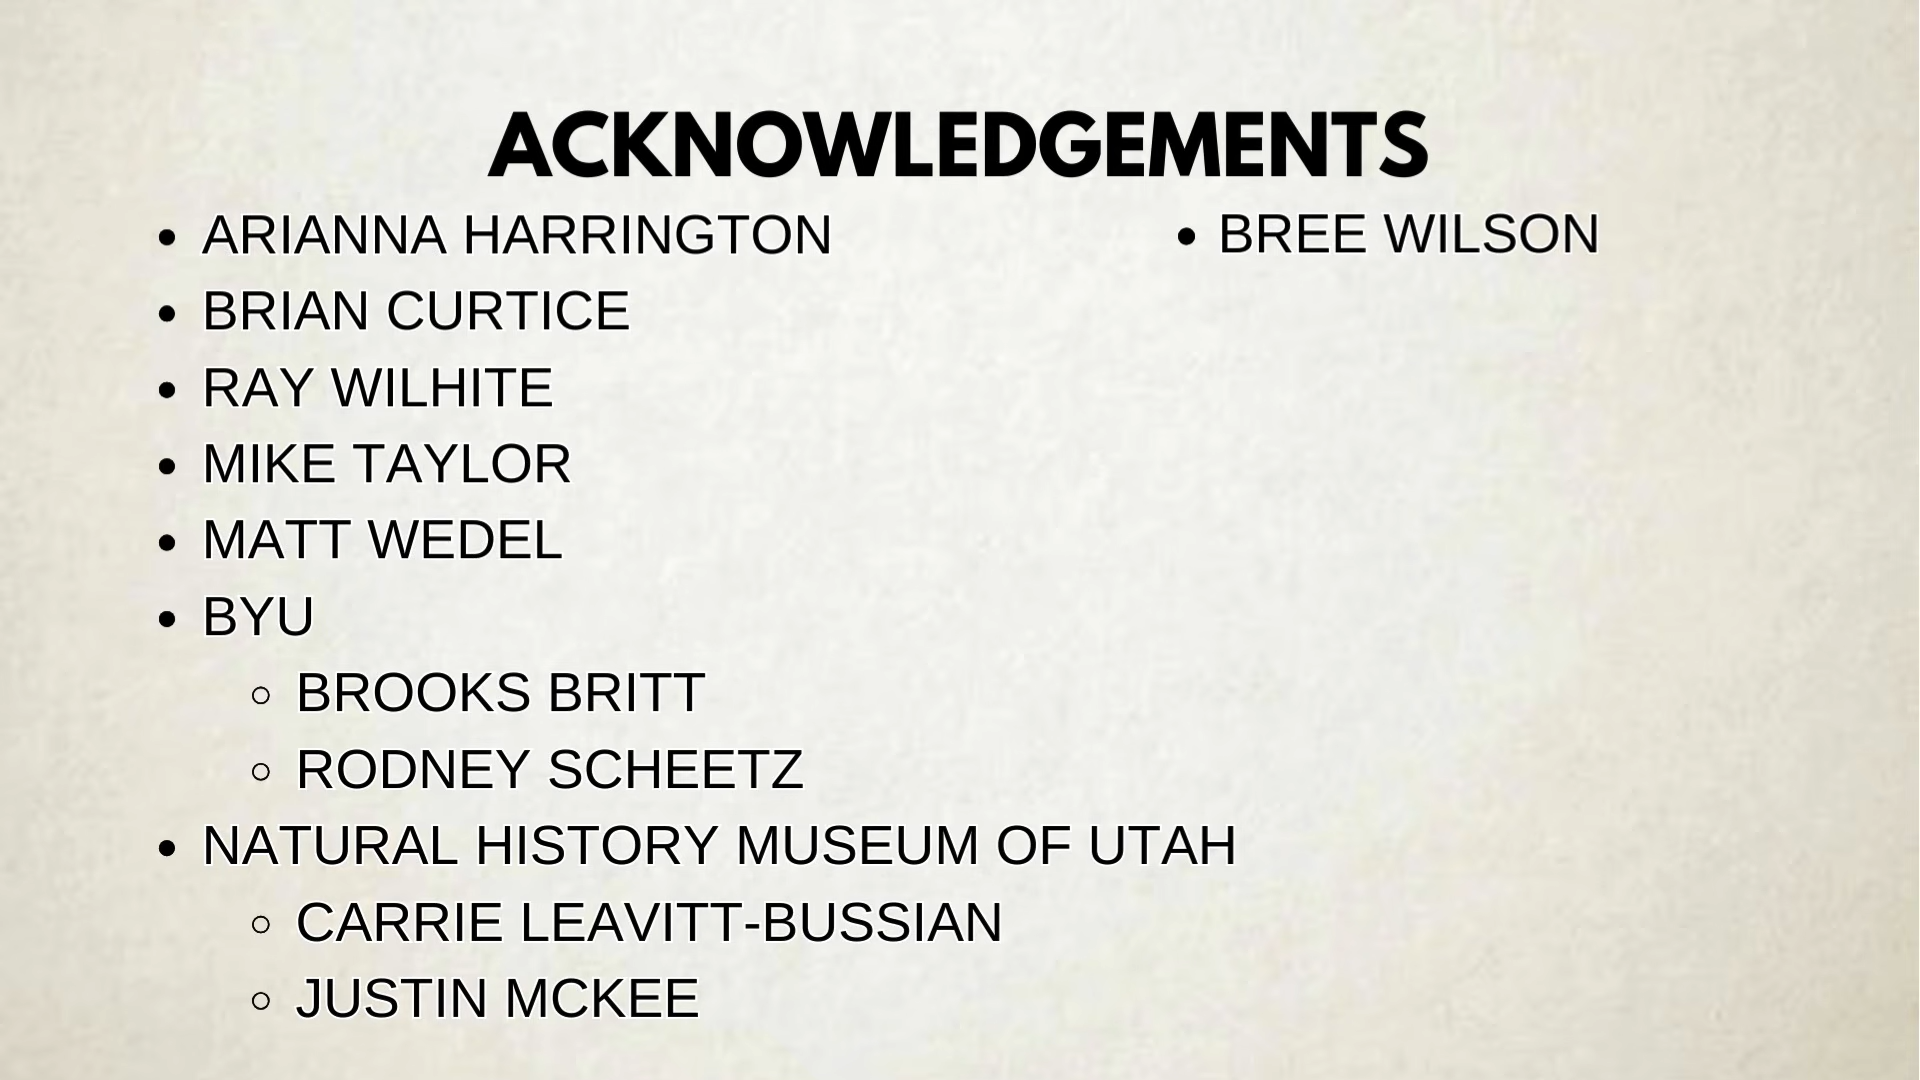 ACKNOWLEDGEMENTS
• ARIANNA HARRINGTON
• BRIAN CURTICE
• RAY WILHITE
• MIKE TAYLOR
• MATT WEDEL
• BYU
◦ BROOKS BRITT
◦ RODNEY SCHEETZ
• NATURAL HISTORY MUSEUM OF UTAH
◦ CARRIE LEAVITT-BUSSIAN
◦ JUSTIN MCKEE
• BREE WILSON